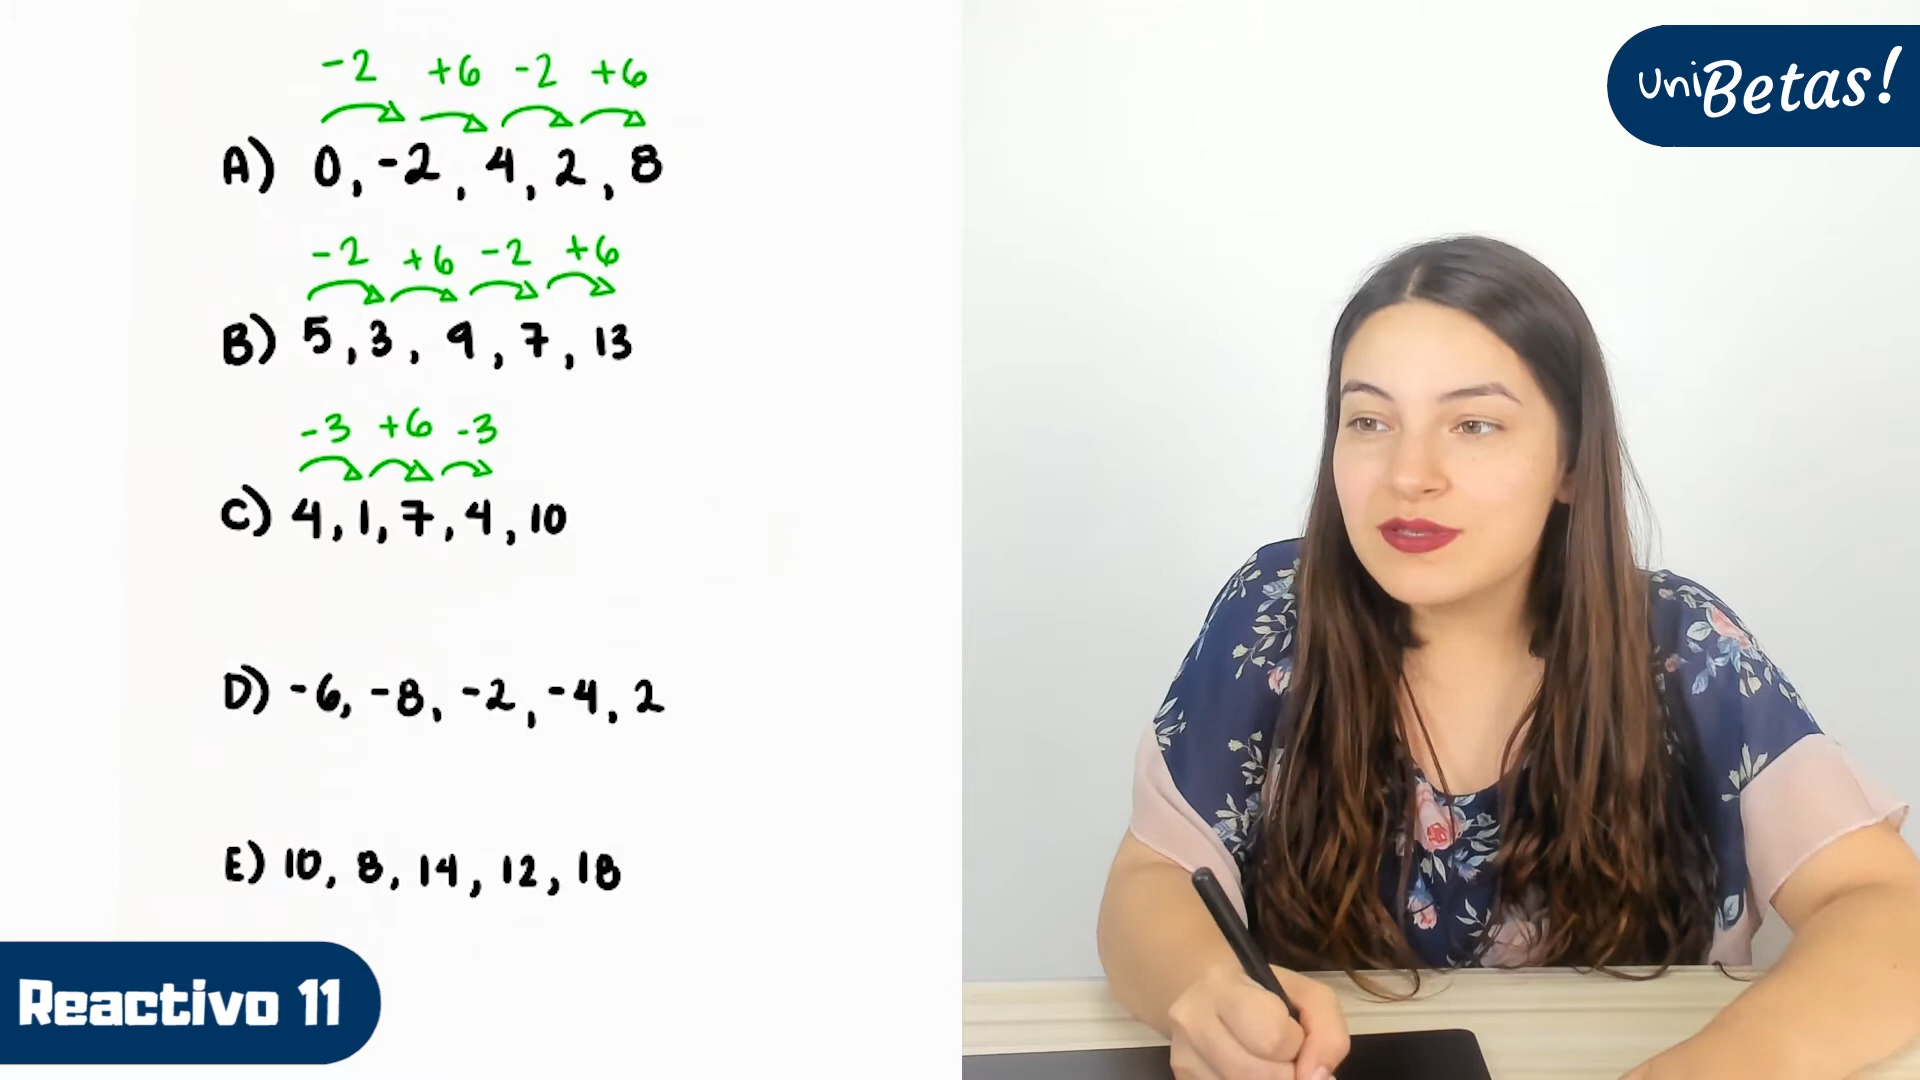 uniBetas!
-2 +6 -2 +6
A) 0, -2, 4, 2, 8
-2 +6 -2 +6
B) 5, 3, 9, 7, 13
-3 +6 -3
C) 4, 1, 7, 4, 10
D) -6, -8, -2, -4, 2
E) 10, 8, 14, 12, 18
Reactivo 11